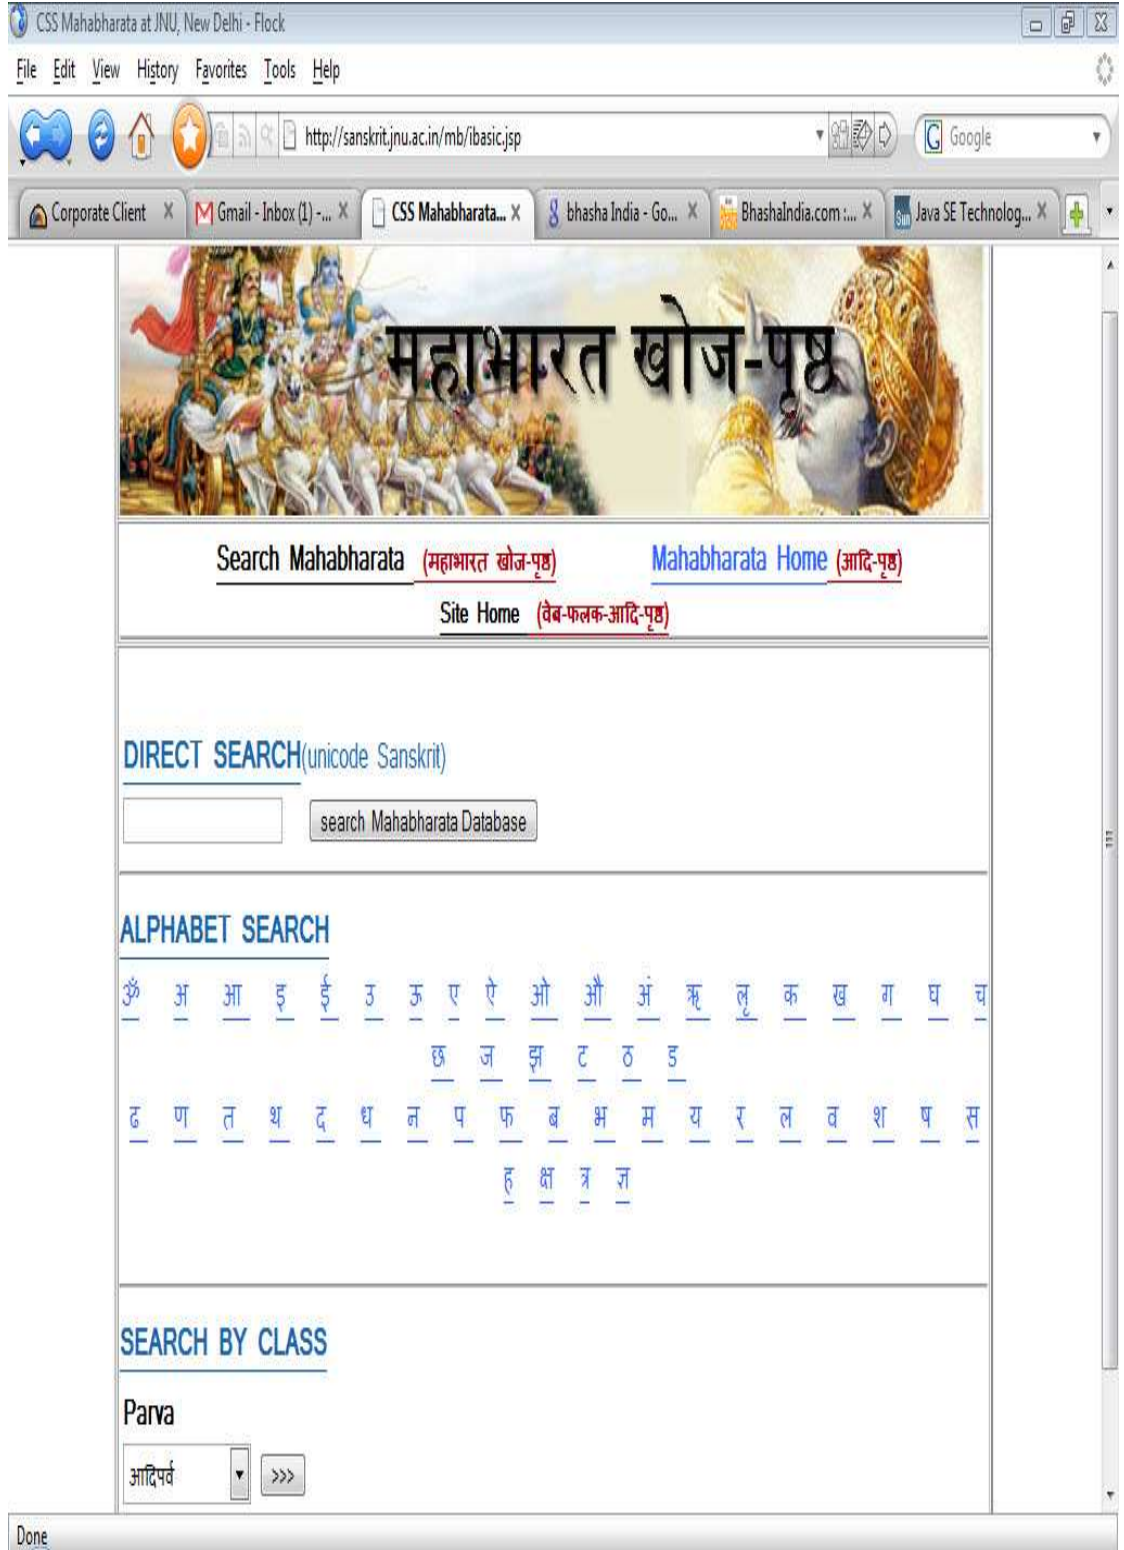 CSS Mahabharata at JNU, New Delhi - Flock
File Edit View History Favorites Tools Help
http://sanskrit.jnu.ac.in/mb/ibasic.jsp Google
Corporate Client Gmail - Inbox (1) -... CSS Mahabharata... bhasha India - Go... BhashaIndia.com :... Java SE Technolog...
महाभारत खोज-पृष्ठ
Search Mahabharata (महाभारत खोज-पृष्ठ) Mahabharata Home (आदि-पृष्ठ)
Site Home (वेब-फलक-आदि-पृष्ठ)
DIRECT SEARCH(unicode Sanskrit)
search Mahabharata Database
ALPHABET SEARCH
ॐ अ आ इ ई उ ऊ ए ऐ ओ औ अं ऋ लृ क ख ग घ च
छ ज झ ट ठ ड
ढ ण त थ द ध न प फ ब भ म य र ल व श ष स
ह क्ष त्र ज्ञ
SEARCH BY CLASS
Parva
आदिपर्व >>>
Done